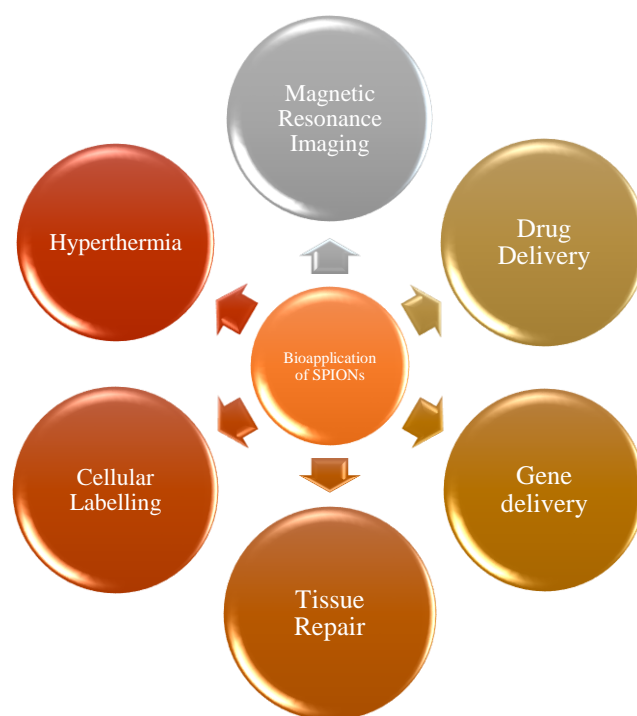 Magnetic
Resonance
Imaging
Drug
Delivery
Gene
delivery
Tissue
Repair
Cellular
Labelling
Hyperthermia
Bioapplication
of SPIONs